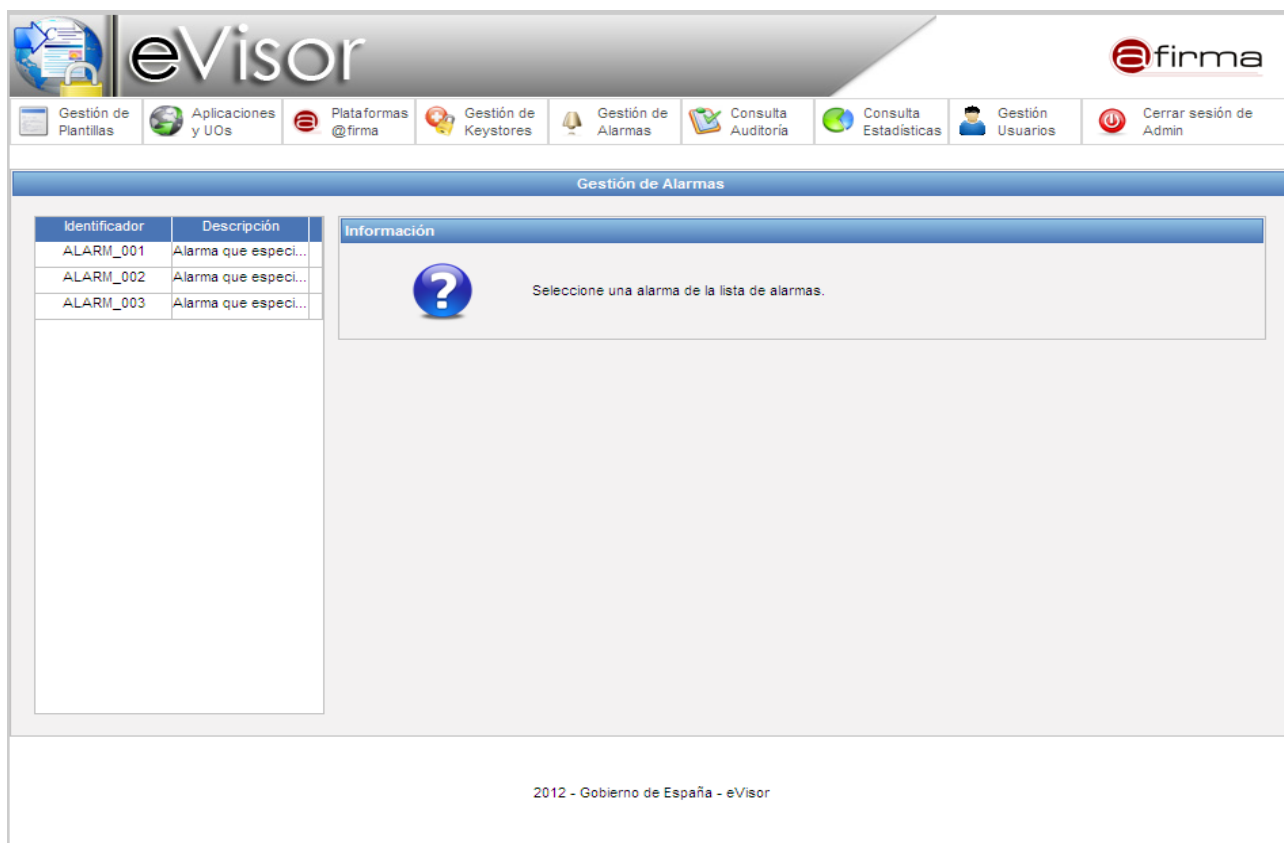 eVisor
@firma
Gestión de
Plantillas
Aplicaciones
y UOs
Plataformas
@firma
Gestión de
Keystores
Gestión de
Alarmas
Consulta
Auditoría
Consulta
Estadísticas
Gestión
Usuarios
Cerrar sesión de
Admin
Gestión de Alarmas
Identificador Descripción
ALARM_001 Alarma que especi...
ALARM_002 Alarma que especi...
ALARM_003 Alarma que especi...
Información
Seleccione una alarma de la lista de alarmas.
2012 - Gobierno de España - eVisor